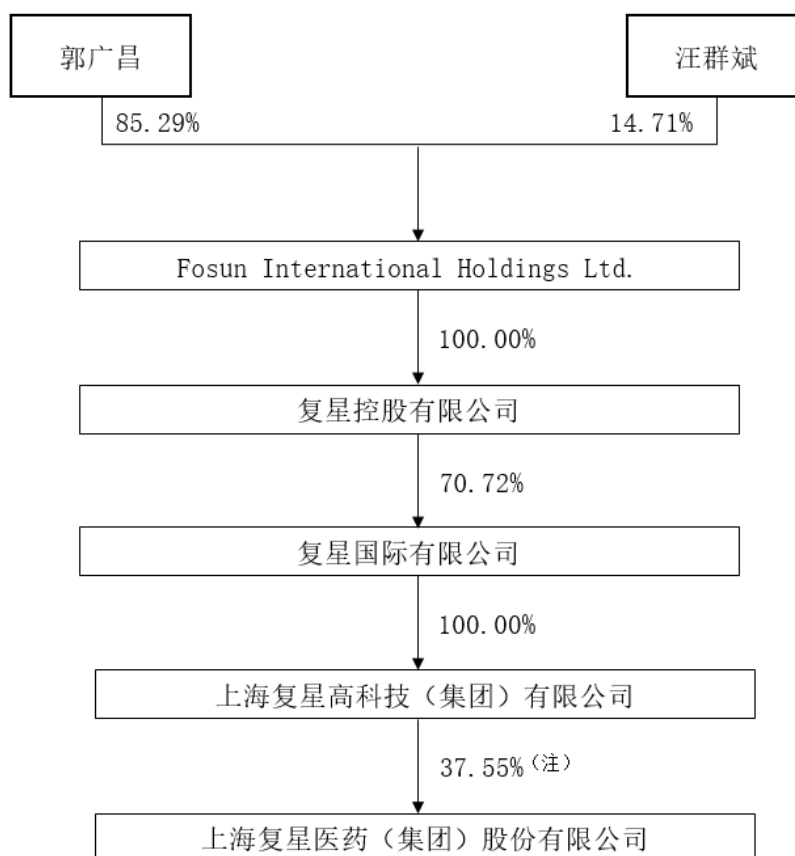 郭广昌
汪群斌
85.29%
14.71%
Fosun International Holdings Ltd.
100.00%
复星控股有限公司
70.72%
复星国际有限公司
100.00%
上海复星高科技（集团）有限公司
37.55%（注）
上海复星医药（集团）股份有限公司